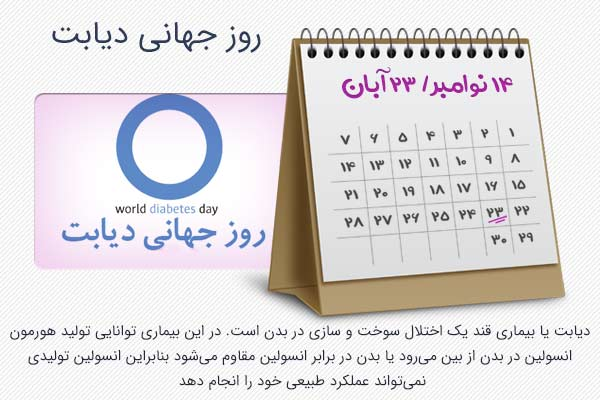 روز جهانی دیابت
۱۴ نوامبر/ ۲۳ آبان
۱ ۲ ۳ ۴ ۵ ۶ ۷
۸ ۹ ۱۰ ۱۱ ۱۲ ۱۳ ۱۴
۱۵ ۱۶ ۱۷ ۱۸ ۱۹ ۲۰ ۲۱
۲۲ ۲۳ ۲۴ ۲۵ ۲۶ ۲۷ ۲۸
۲۹ ۳۰
world diabetes day
روز جهانی دیابت
دیابت یا بیماری قند یک اختلال سوخت و سازی در بدن است. در این بیماری توانایی تولید هورمون
انسولین در بدن از بین می‌رود یا بدن در برابر انسولین مقاوم می‌شود بنابراین انسولین تولیدی
نمی‌تواند عملکرد طبیعی خود را انجام دهد